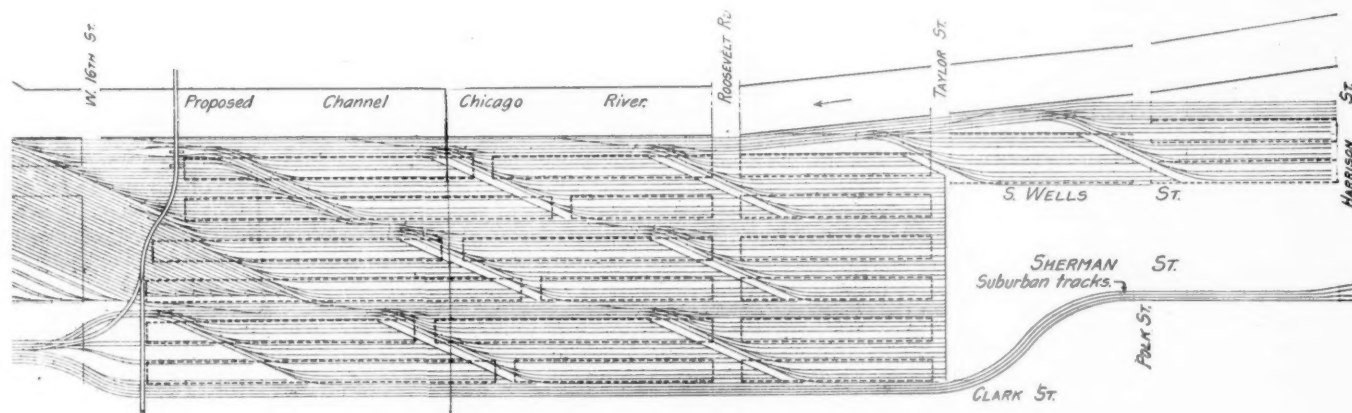 W. 16TH ST.
Proposed Channel Chicago River.
ROOSEVELT RD
TAYLOR ST.
HARRISON ST.
S. WELLS ST.
SHERMAN ST.
Suburban tracks.
POLK ST.
CLARK ST.